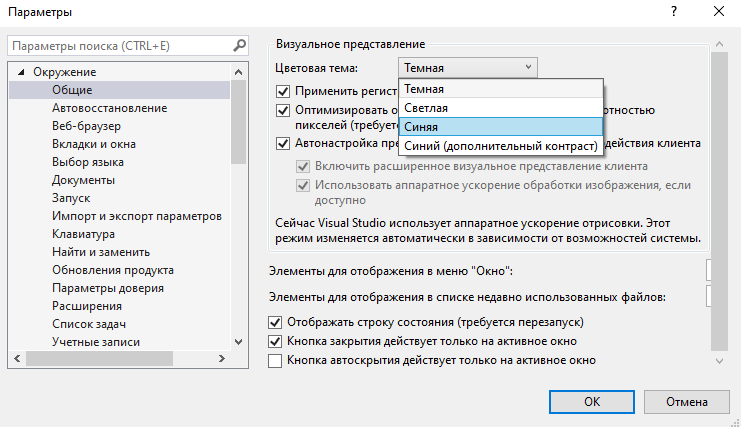 Параметры
?
Параметры поиска (CTRL+E)
Окружение
Общие
Автовосстановление
Веб-браузер
Вкладки и окна
Выбор языка
Документы
Запуск
Импорт и экспорт параметров
Клавиатура
Найти и заменить
Обновления продукта
Параметры доверия
Расширения
Список задач
Учетные записи
Визуальное представление
Цветовая тема:
Темная
Темная
Светлая
Синяя
Синий (дополнительный контраст)
Применить регист
Оптимизировать о
отностью
пикселей (требуетс
Автонастройка пре
действия клиента
Включить расширенное визуальное представление клиента
Использовать аппаратное ускорение обработки изображения, если
доступно
Сейчас Visual Studio использует аппаратное ускорение отрисовки. Этот
режим изменяется автоматически в зависимости от возможностей системы.
Элементы для отображения в меню "Окно":
Элементы для отображения в списке недавно использованных файлов:
Отображать строку состояния (требуется перезапуск)
Кнопка закрытия действует только на активное окно
Кнопка автоскрытия действует только на активное окно
ОК
Отмена